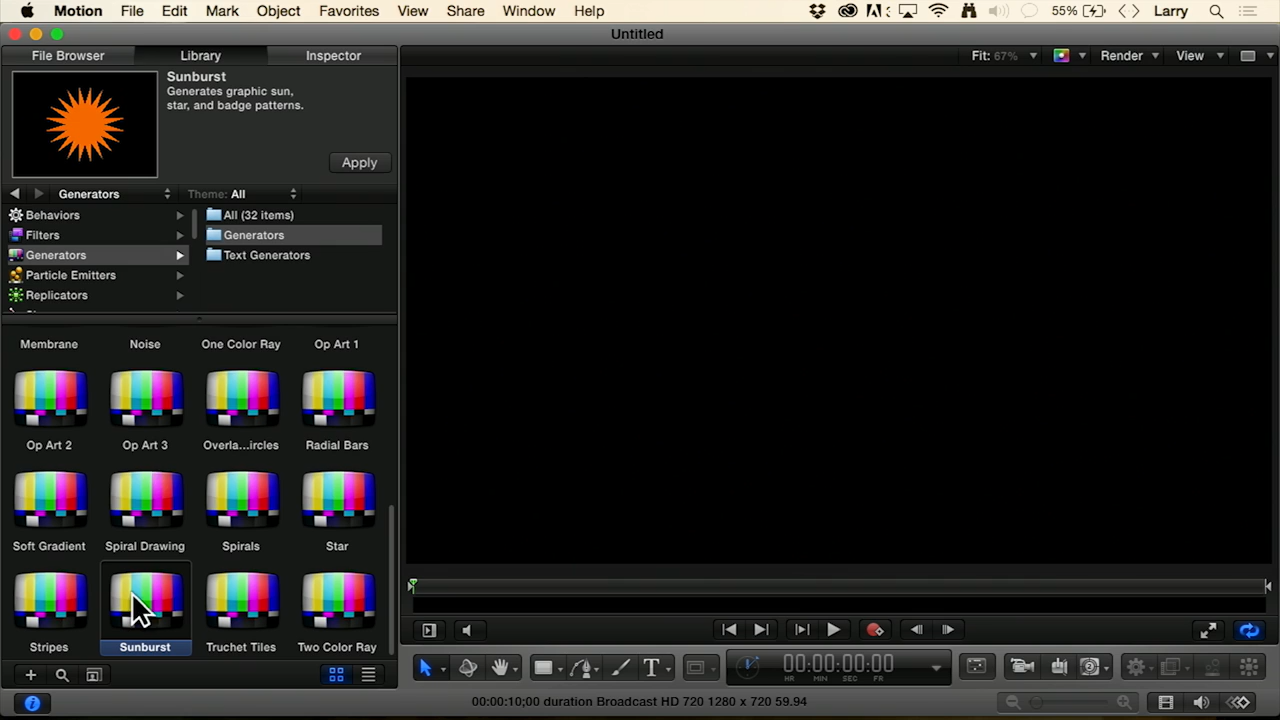 Motion File Edit Mark Object Favorites View Share Window Help 55% Larry
Untitled
File Browser Library Inspector Fit: 67% Render View
Sunburst
Generates graphic sun,
star, and badge patterns.
Apply
Generators Theme: All
Behaviors All (32 items)
Filters Generators
Generators Text Generators
Particle Emitters
Replicators
Membrane Noise One Color Ray Op Art 1
Op Art 2 Op Art 3 Overla...ircles Radial Bars
Soft Gradient Spiral Drawing Spirals Star
Stripes Sunburst Truchet Tiles Two Color Ray
T 00:00:00:00
HR MIN SEC FR
00:00:10;00 duration Broadcast HD 720 1280 x 720 59.94